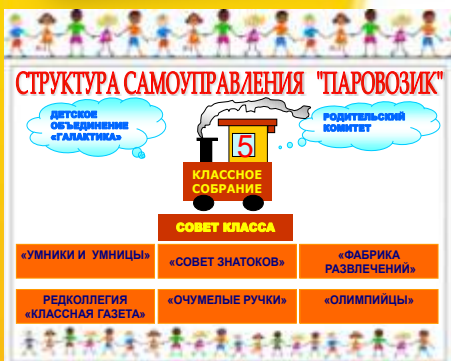 СТРУКТУРА САМОУПРАВЛЕНИЯ "ПАРОВОЗИК"
ДЕТСКОЕ
ОБЪЕДИНЕНИЕ
«ГАЛАКТИКА»
РОДИТЕЛЬСКИЙ
КОМИТЕТ
5
КЛАССНОЕ
СОБРАНИЕ
СОВЕТ КЛАССА
«УМНИКИ И УМНИЦЫ»
«СОВЕТ ЗНАТОКОВ»
«ФАБРИКА
РАЗВЛЕЧЕНИЙ»
РЕДКОЛЛЕГИЯ
«КЛАССНАЯ ГАЗЕТА»
«ОЧУМЕЛЫЕ РУЧКИ»
«ОЛИМПИЙЦЫ»